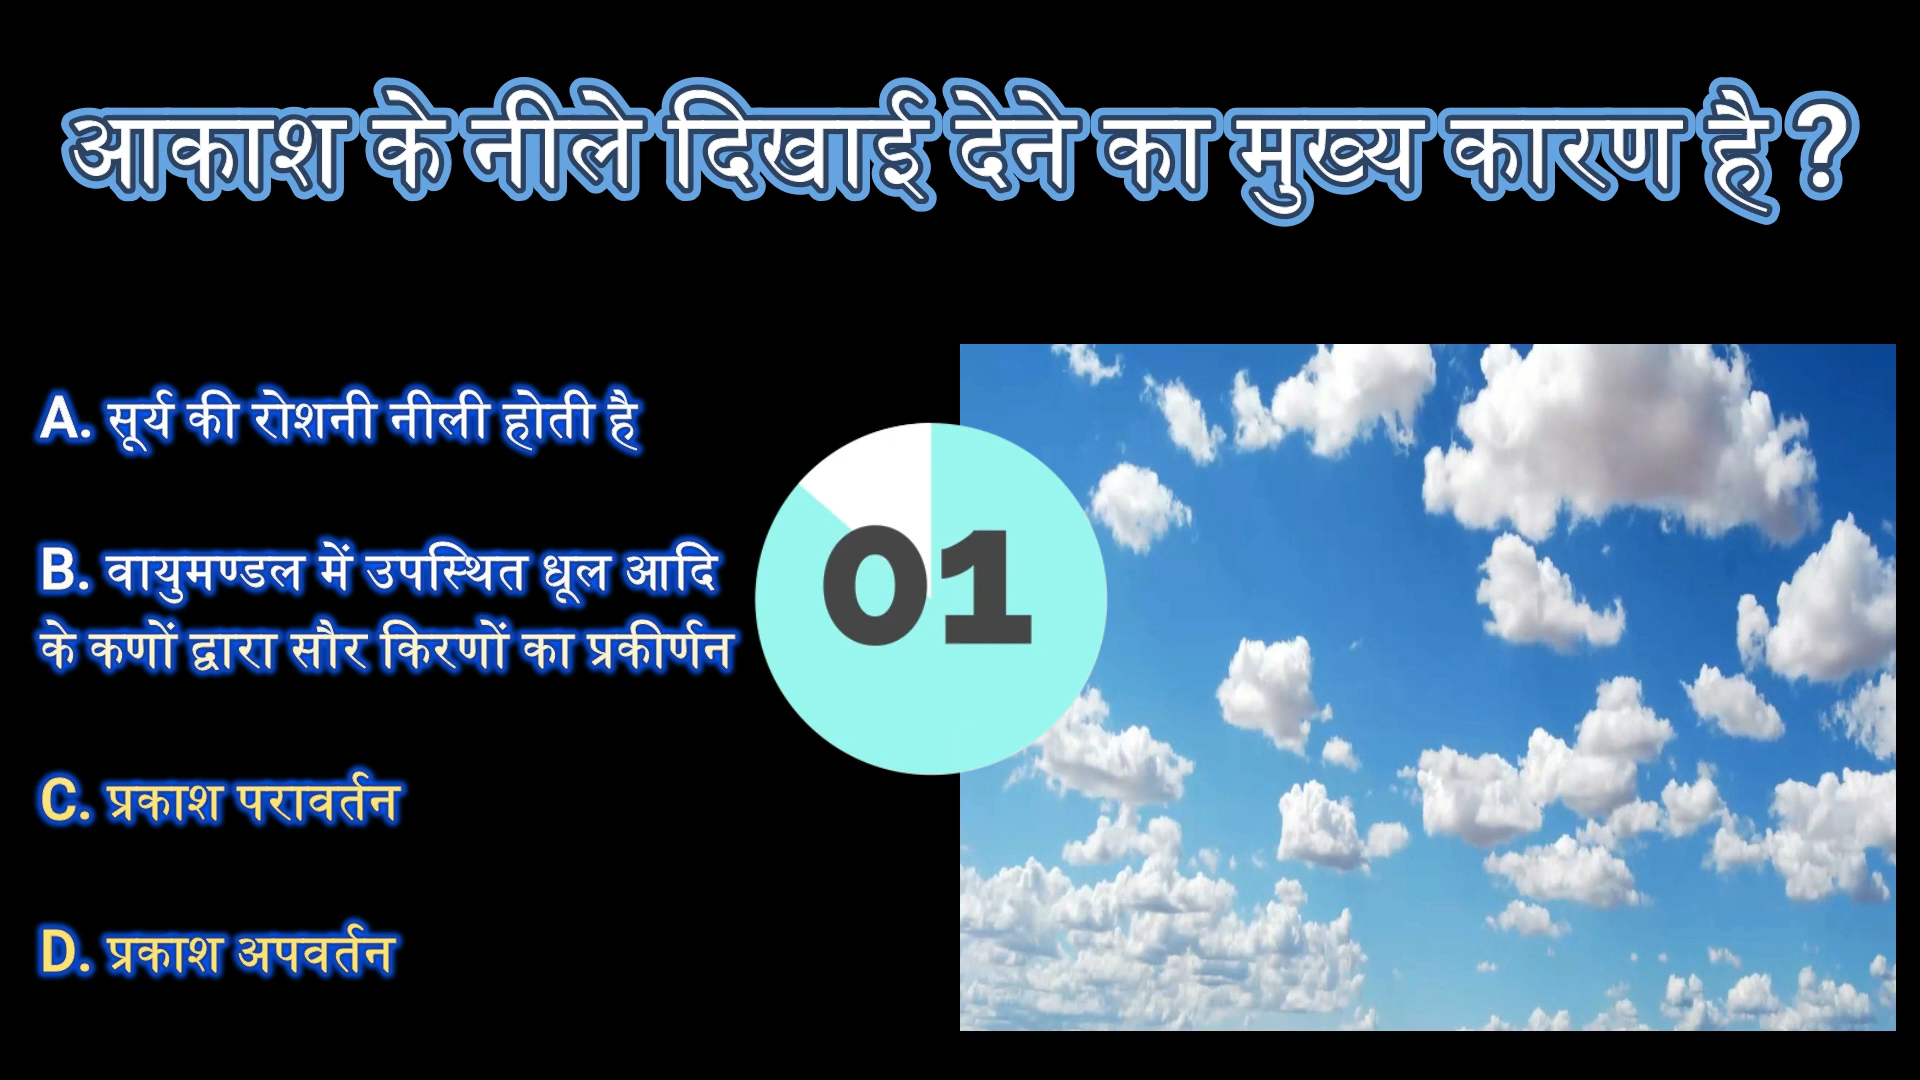 आकाश के नीले दिखाई देने का मुख्य कारण है ?
A. सूर्य की रोशनी नीली होती है
B. वायुमण्डल में उपस्थित धूल आदि
के कणों द्वारा सौर किरणों का प्रकीर्णन
01
C. प्रकाश परावर्तन
D. प्रकाश अपवर्तन